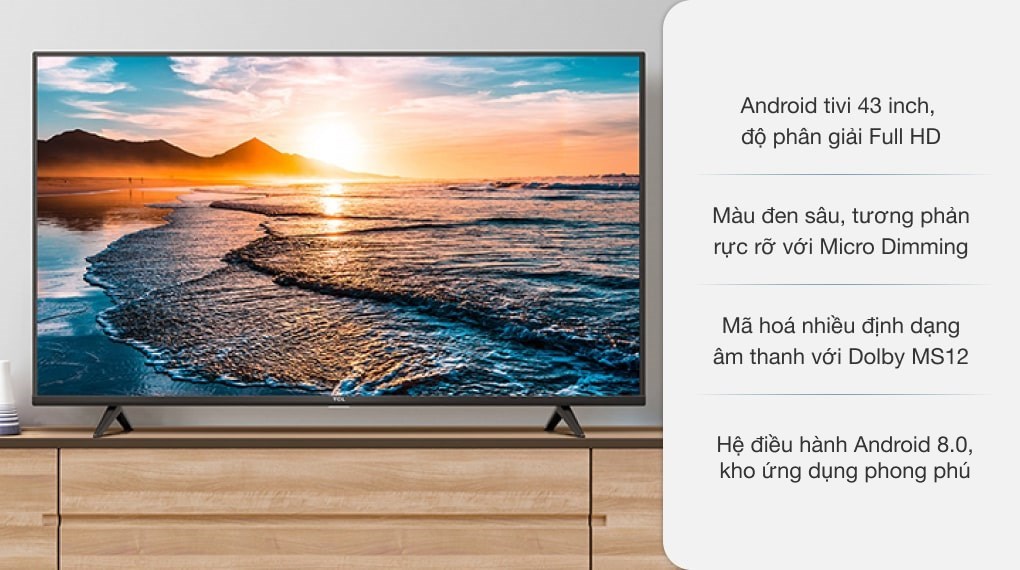 TCL
Android tivi 43 inch,
độ phân giải Full HD
Màu đen sâu, tương phản
rực rỡ với Micro Dimming
Mã hoá nhiều định dạng
âm thanh với Dolby MS12
Hệ điều hành Android 8.0,
kho ứng dụng phong phú